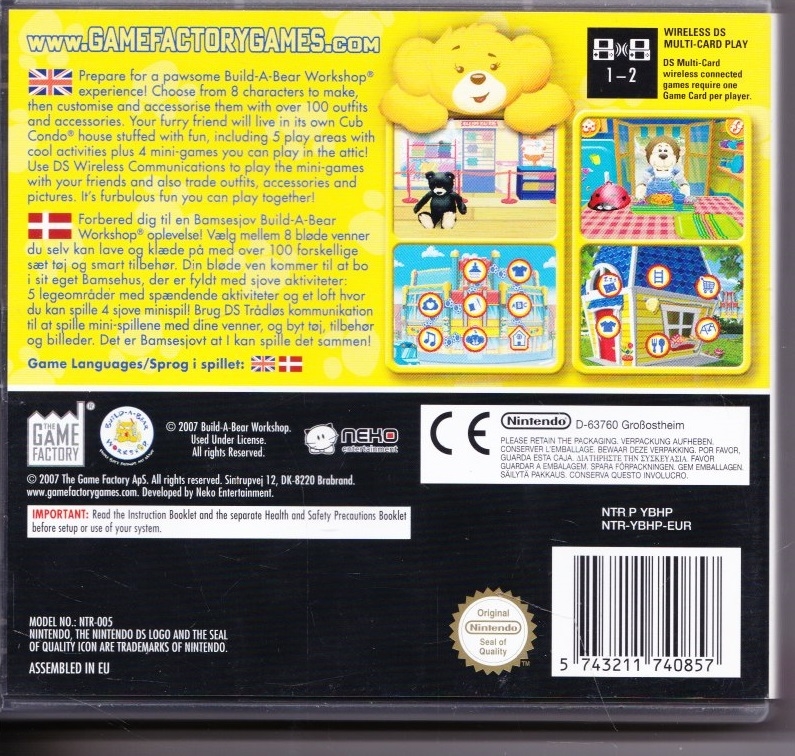 www.GAMEFACTORYGAMES.com
Prepare for a pawsome Build-A-Bear Workshop®
experience! Choose from 8 characters to make,
then customise and accessorise them with over 100 outfits
and accessories. Your furry friend will live in its own Cub
Condo® house stuffed with fun, including 5 play areas with
cool activities plus 4 mini-games you can play in the attic!
Use DS Wireless Communications to play the mini-games
with your friends and also trade outfits, accessories and
pictures. It's furbulous fun you can play together!
Forbered dig til en Bamsesjov Build-A-Bear
Workshop® oplevelse! Vælg mellem 8 bløde venner
du selv kan lave og klæde på med over 100 forskellige
sæt tøj og smart tilbehør. Din bløde ven kommer til at bo
i sit eget Bamsehus, der er fyldt med sjove aktiviteter:
5 legeområder med spændende aktiviteter og et loft hvor
du kan spille 4 sjove minispil! Brug DS Trådløs kommunikation
til at spille mini-spillene med dine venner, og byt tøj, tilbehør
og billeder. Det er Bamsesjovt at I kan spille det sammen!
Game Languages/Sprog i spillet:
1–2
WIRELESS DS
MULTI-CARD PLAY
DS Multi-Card
wireless connected
games require one
Game Card per player.
THE
GAME
FACTORY
®
BUILD-A-BEAR
WORKSHOP
© 2007 Build-A-Bear Workshop.
Used Under License.
All rights Reserved.
NEKO
entertainment
© 2007 The Game Factory ApS. All rights reserved. Sintrupvej 12, DK-8220 Brabrand.
www.gamefactorygames.com. Developed by Neko Entertainment.
IMPORTANT: Read the Instruction Booklet and the separate Health and Safety Precautions Booklet
before setup or use of your system.
CE Nintendo D-63760 Großostheim
PLEASE RETAIN THE PACKAGING. VERPACKUNG AUFHEBEN.
CONSERVER L'EMBALLAGE. BEWAAR DEZE VERPAKKING. POR FAVOR,
GUARDA ESTA CAJA. ΔΙΑΤΗΡΗΣΤΕ ΤΗΝ ΣΥΣΚΕΥΑΣΙΑ. FAVOR
GUARDAR A EMBALAGEM. SPARA FÖRPACKNINGEN. GEM EMBALLAGEN.
SÄILYTÄ PAKKAUS. CONSERVA QUESTO INVOLUCRO.
NTR P YBHP
NTR-YBHP-EUR
MODEL NO.: NTR-005
NINTENDO, THE NINTENDO DS LOGO AND THE SEAL
OF QUALITY ICON ARE TRADEMARKS OF NINTENDO.
ASSEMBLED IN EU
Original
Nintendo
Seal of
Quality
TM
5 743211 740857